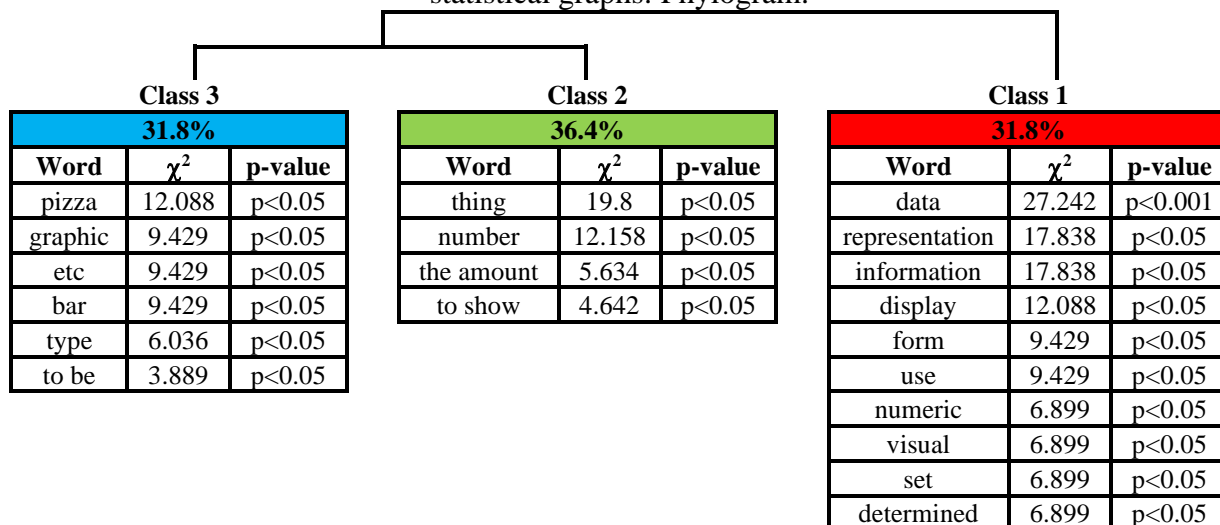 statistical graphs. Phylogram.
Class 3
31.8%
Word χ² p-value
pizza 12.088 p<0.05
graphic 9.429 p<0.05
etc 9.429 p<0.05
bar 9.429 p<0.05
type 6.036 p<0.05
to be 3.889 p<0.05
Class 2
36.4%
Word χ² p-value
thing 19.8 p<0.05
number 12.158 p<0.05
the amount 5.634 p<0.05
to show 4.642 p<0.05
Class 1
31.8%
Word χ² p-value
data 27.242 p<0.001
representation 17.838 p<0.05
information 17.838 p<0.05
display 12.088 p<0.05
form 9.429 p<0.05
use 9.429 p<0.05
numeric 6.899 p<0.05
visual 6.899 p<0.05
set 6.899 p<0.05
determined 6.899 p<0.05